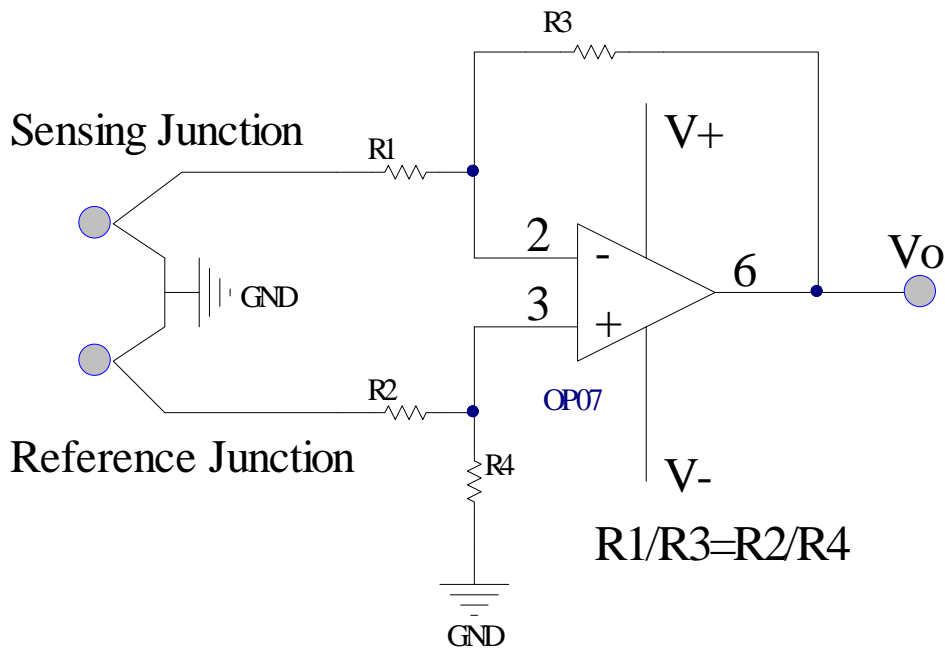 R3
V+
Sensing Junction
R1
2
-
6
Vo
GND
3
+
R2
OP07
Reference Junction
R4
V-
R1/R3=R2/R4
GND